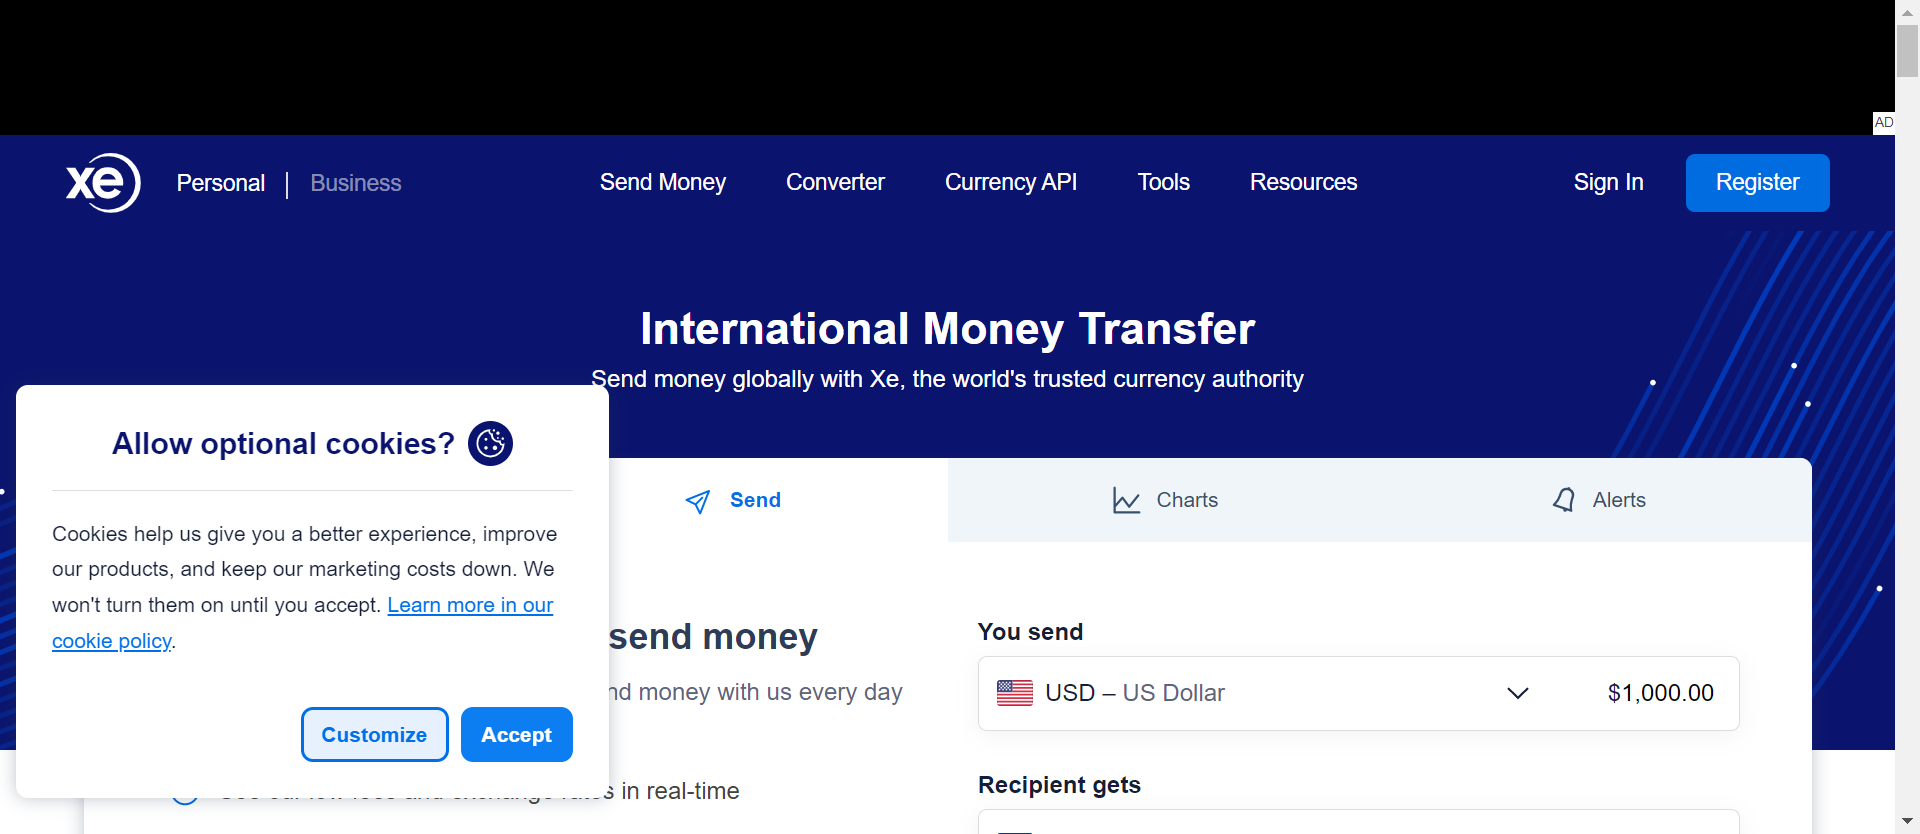 AD
xe
Personal | Business
Send Money
Converter
Currency API
Tools
Resources
Sign In
Register
International Money Transfer
Send money globally with Xe, the world's trusted currency authority
Allow optional cookies?
Cookies help us give you a better experience, improve
our products, and keep our marketing costs down. We
won't turn them on until you accept. Learn more in our
cookie policy.
Customize
Accept
Send
Charts
Alerts
send money
nd money with us every day
in real-time
You send
USD – US Dollar
$1,000.00
Recipient gets